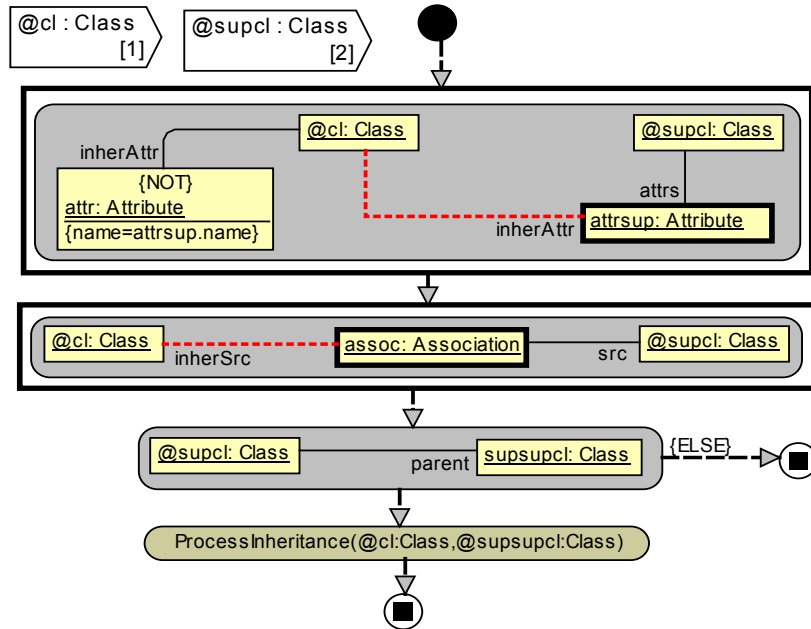 @cl : Class
[1]
@supcl : Class
[2]
@cl: Class
@supcl: Class
inherAttr
{NOT}
attr: Attribute
{name=attrsup.name}
attrs
inherAttr
attrsup: Attribute
@cl: Class
inherSrc
assoc: Association
src
@supcl: Class
@supcl: Class
parent
supsupcl: Class
{ELSE}
ProcessInheritance(@cl:Class,@supsupcl:Class)